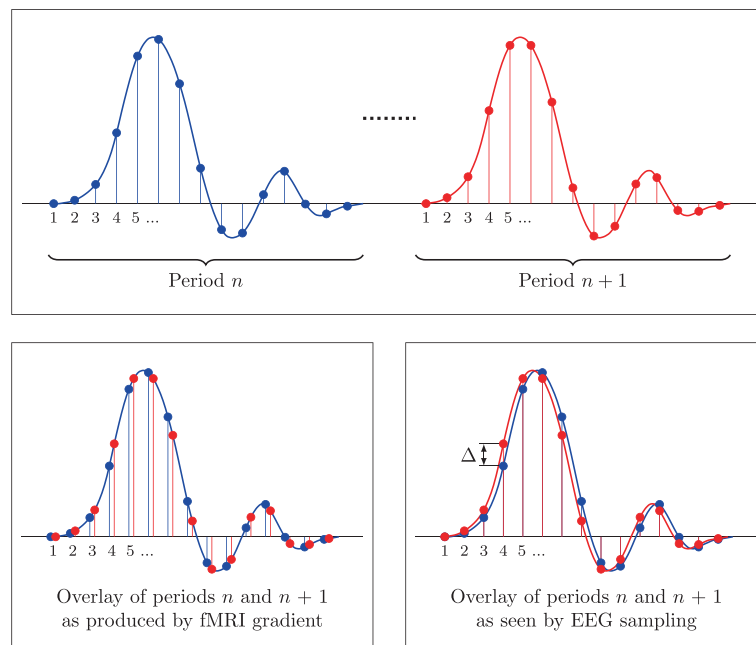 1 2 3 4 5 ...
1 2 3 4 5 ...
Period n
Period n + 1
Δ
1 2 3 4 5 ...
1 2 3 4 5 ...
Overlay of periods n and n + 1
as produced by fMRI gradient
Overlay of periods n and n + 1
as seen by EEG sampling